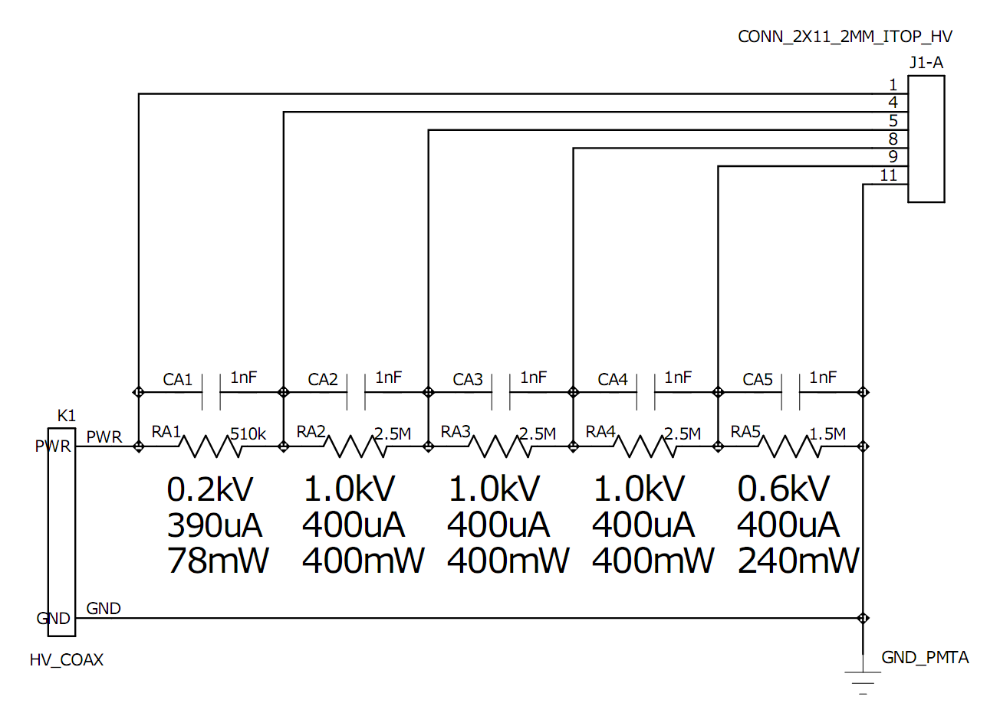 CONN_2X11_2MM_ITOP_HV
J1-A
1
4
5
8
9
11
CA1 1nF CA2 1nF CA3 1nF CA4 1nF CA5 1nF
K1
PWR PWR RA1 510k RA2 2.5M RA3 2.5M RA4 2.5M RA5 1.5M
0.2kV 1.0kV 1.0kV 1.0kV 0.6kV
390uA 400uA 400uA 400uA 400uA
78mW 400mW 400mW 400mW 240mW
GND GND
HV_COAX GND_PMTA